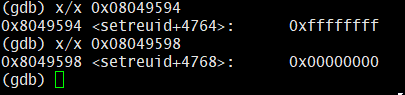 (gdb) x/x 0x08049594
0x8049594 <setreuid+4764>: 0xffffffff
(gdb) x/x 0x08049598
0x8049598 <setreuid+4768>: 0x00000000
(gdb)